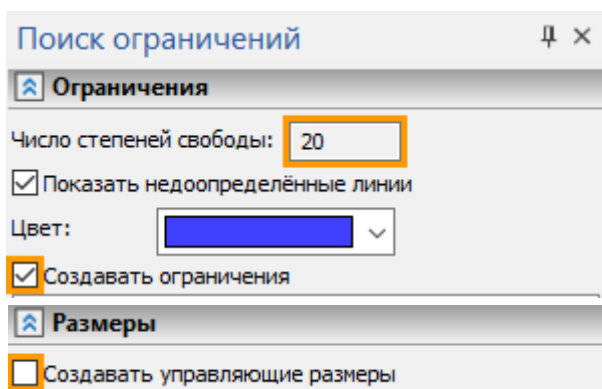 Поиск ограничений
Ограничения
Число степеней свободы: 20
Показать недоопределённые линии
Цвет:
Создавать ограничения
Размеры
Создавать управляющие размеры